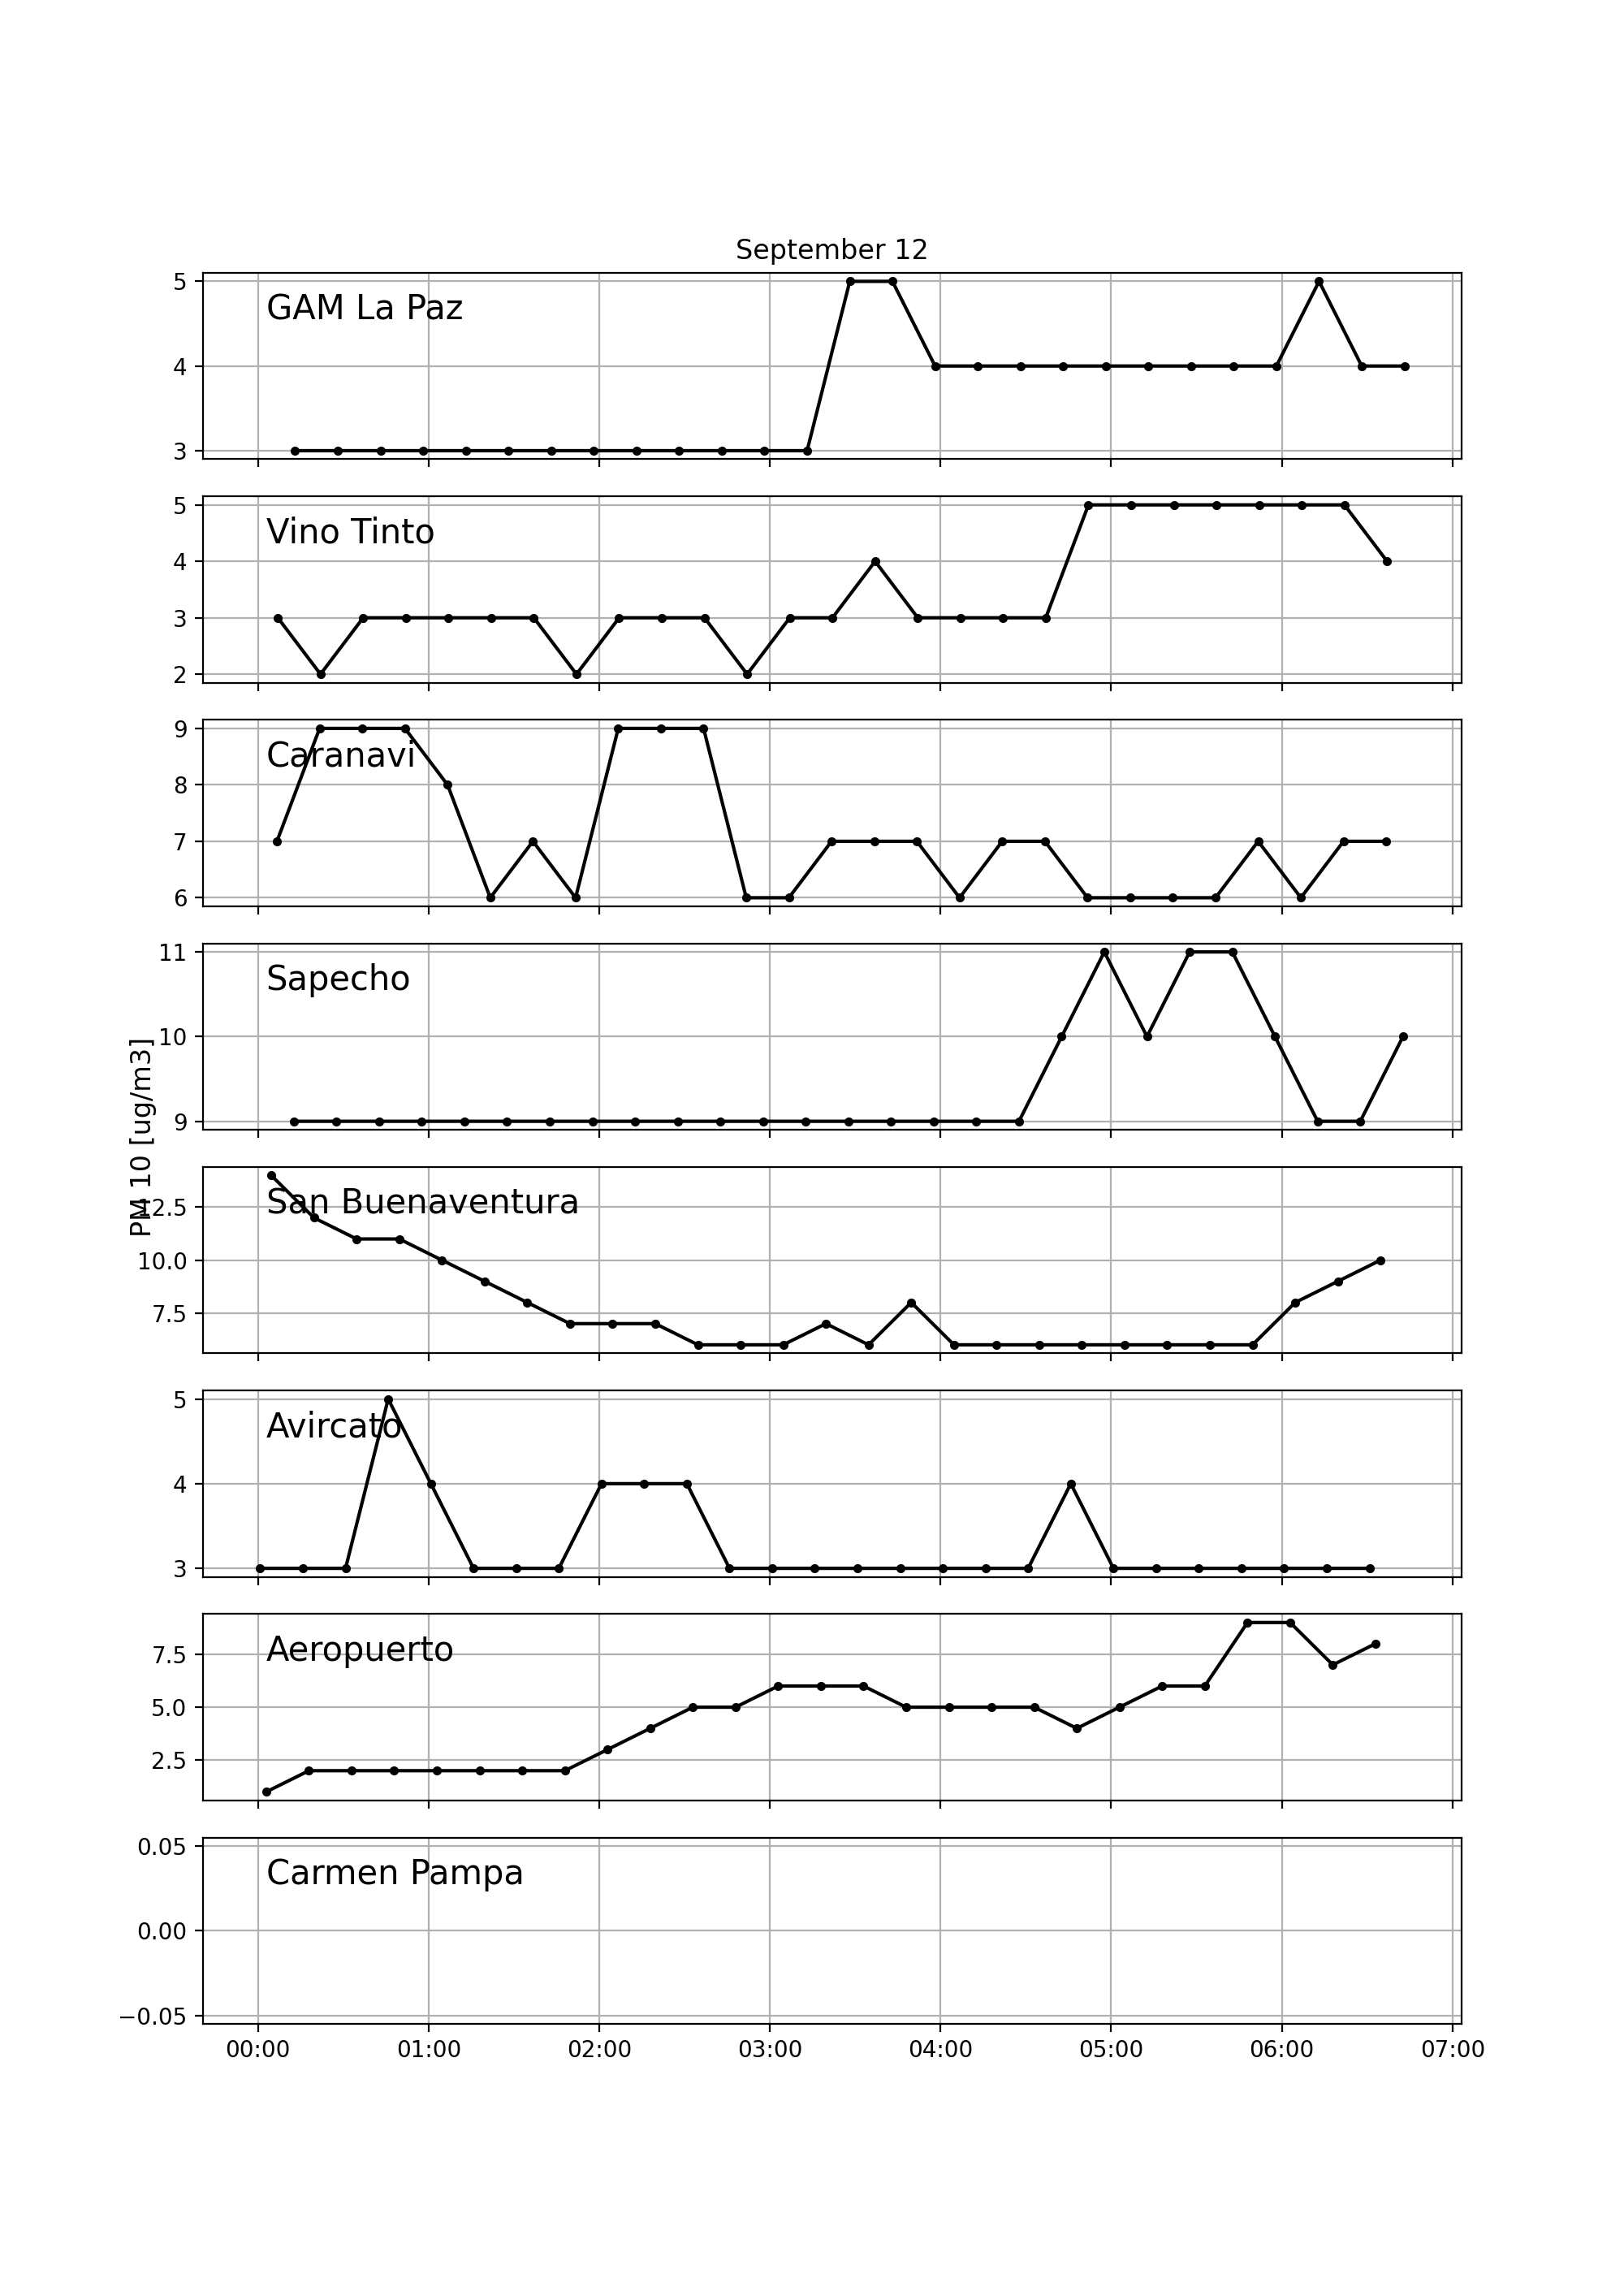 September 12
5
GAM La Paz
4
3
5
Vino Tinto
4
3
2
9
Caranavi
8
7
6
11
Sapecho
10
9
PM 10 [ug/m3]
San Buenaventura
12.5
10.0
7.5
5
Avircato
4
3
Aeropuerto
7.5
5.0
2.5
0.05
Carmen Pampa
0.00
−0.05
00:00 01:00 02:00 03:00 04:00 05:00 06:00 07:00